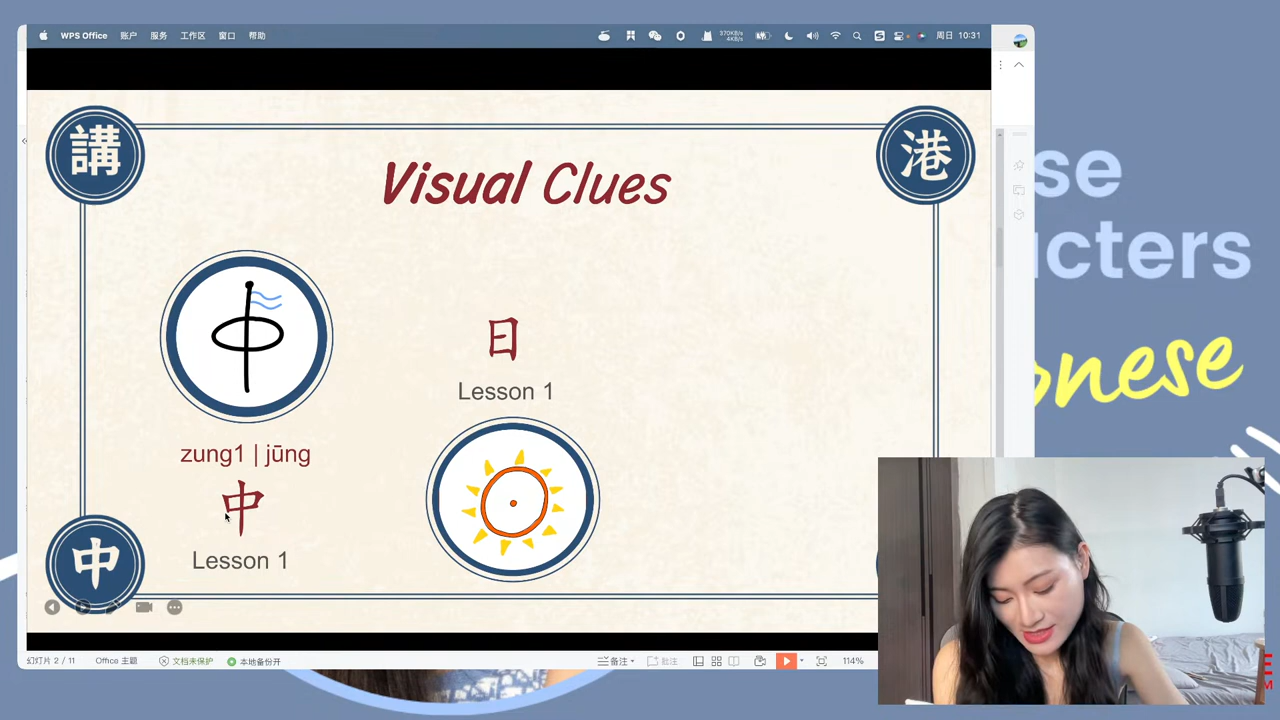 WPS Office 账户 服务 工作区 窗口 帮助
370KB/s
4KB/s
周日 10:31
講
港
Visual Clues
日
Lesson 1
zung1 | jūng
中
Lesson 1
中
幻灯片 2 / 11 Office 主题 文档未保护 本地备份开 备注 批注 114%
se
cters
nese
E
M